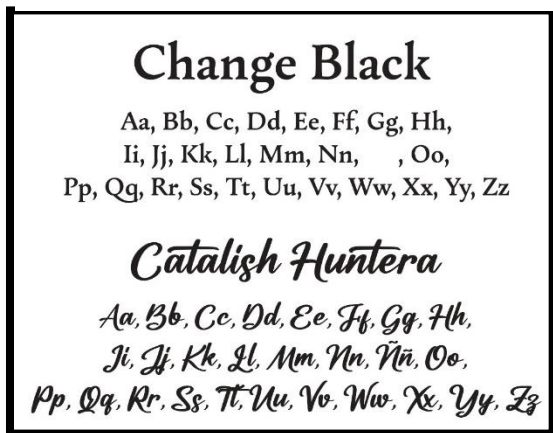 Change Black
Aa, Bb, Cc, Dd, Ee, Ff, Gg, Hh,
Ii, Jj, Kk, Ll, Mm, Nn, , Oo,
Pp, Qq, Rr, Ss, Tt, Uu, Vv, Ww, Xx, Yy, Zz
Catalish Huntera
Aa, Bb, Cc, Dd, Ee, Ff, Gg, Hh,
Ii, Jj, Kk, Ll, Mm, Nn, Ññ, Oo,
Pp, Qq, Rr, Ss, Tt, Uu, Vv, Ww, Xx, Yy, Zz